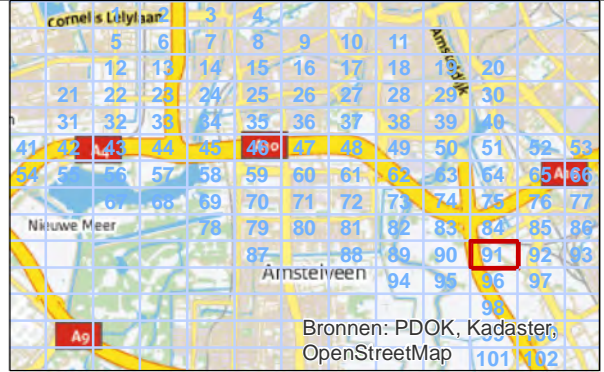 Cornelis Lelylaan 1 2 3 4
5 6 7 8 9 10 11
Amsteldijk
12 13 14 15 16 17 18 19 20
21 22 23 24 25 26 27 28 29 30
31 32 33 34 35 36 37 38 39 40
41 42 43 44 45 46 47 48 49 50 51 52 53
54 55 56 57 58 59 60 61 62 63 64 65 66
67 68 69 70 71 72 73 74 75 76 77
Nieuwe Meer 78 79 80 81 82 83 84 85 86
87 88 89 90 91 92 93
Amstelveen 94 95 96 97
98
A9 Bronnen: PDOK, Kadaster,
OpenStreetMap 101 102